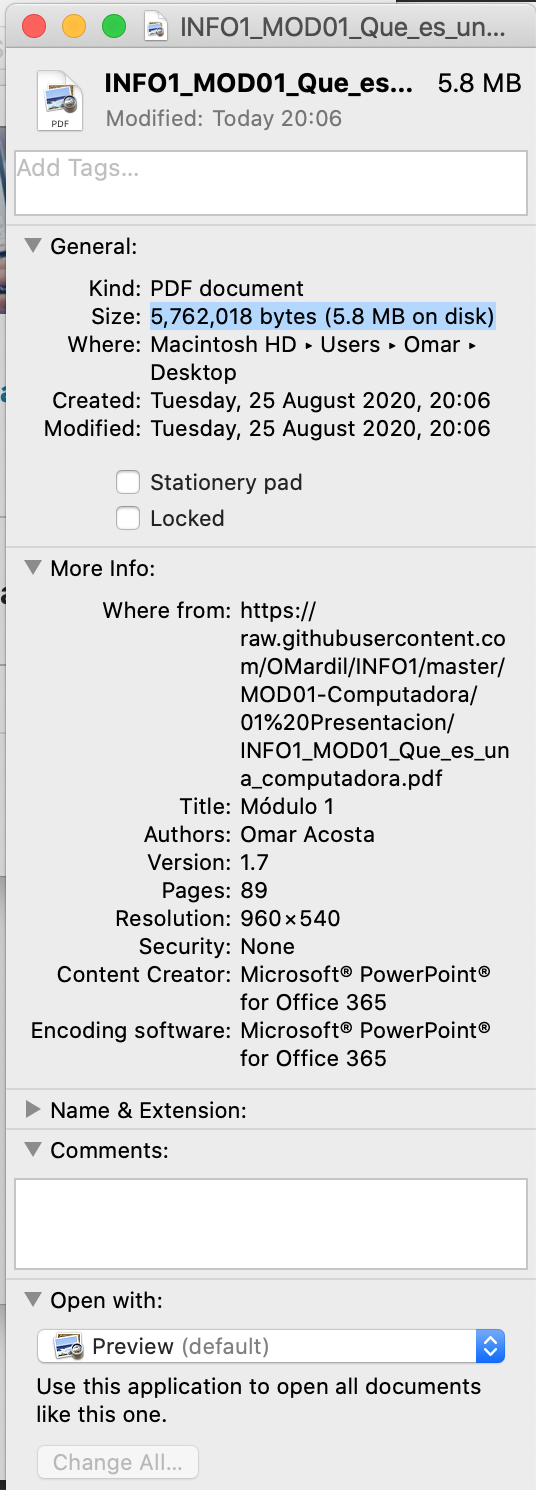 INFO1_MOD01_Que_es_un...
INFO1_MOD01_Que_es... 5.8 MB
Modified: Today 20:06
PDF
Add Tags...
General:
Kind: PDF document
Size: 5,762,018 bytes (5.8 MB on disk)
Where: Macintosh HD ▸ Users ▸ Omar ▸
Desktop
Created: Tuesday, 25 August 2020, 20:06
Modified: Tuesday, 25 August 2020, 20:06
Stationery pad
Locked
More Info:
Where from: https://
raw.githubusercontent.co
m/OMardil/INFO1/master/
MOD01-Computadora/
01%20Presentacion/
INFO1_MOD01_Que_es_un
a_computadora.pdf
Title: Módulo 1
Authors: Omar Acosta
Version: 1.7
Pages: 89
Resolution: 960×540
Security: None
Content Creator: Microsoft® PowerPoint®
for Office 365
Encoding software: Microsoft® PowerPoint®
for Office 365
Name & Extension:
Comments:
Open with:
Preview (default)
Use this application to open all documents
like this one.
Change All...